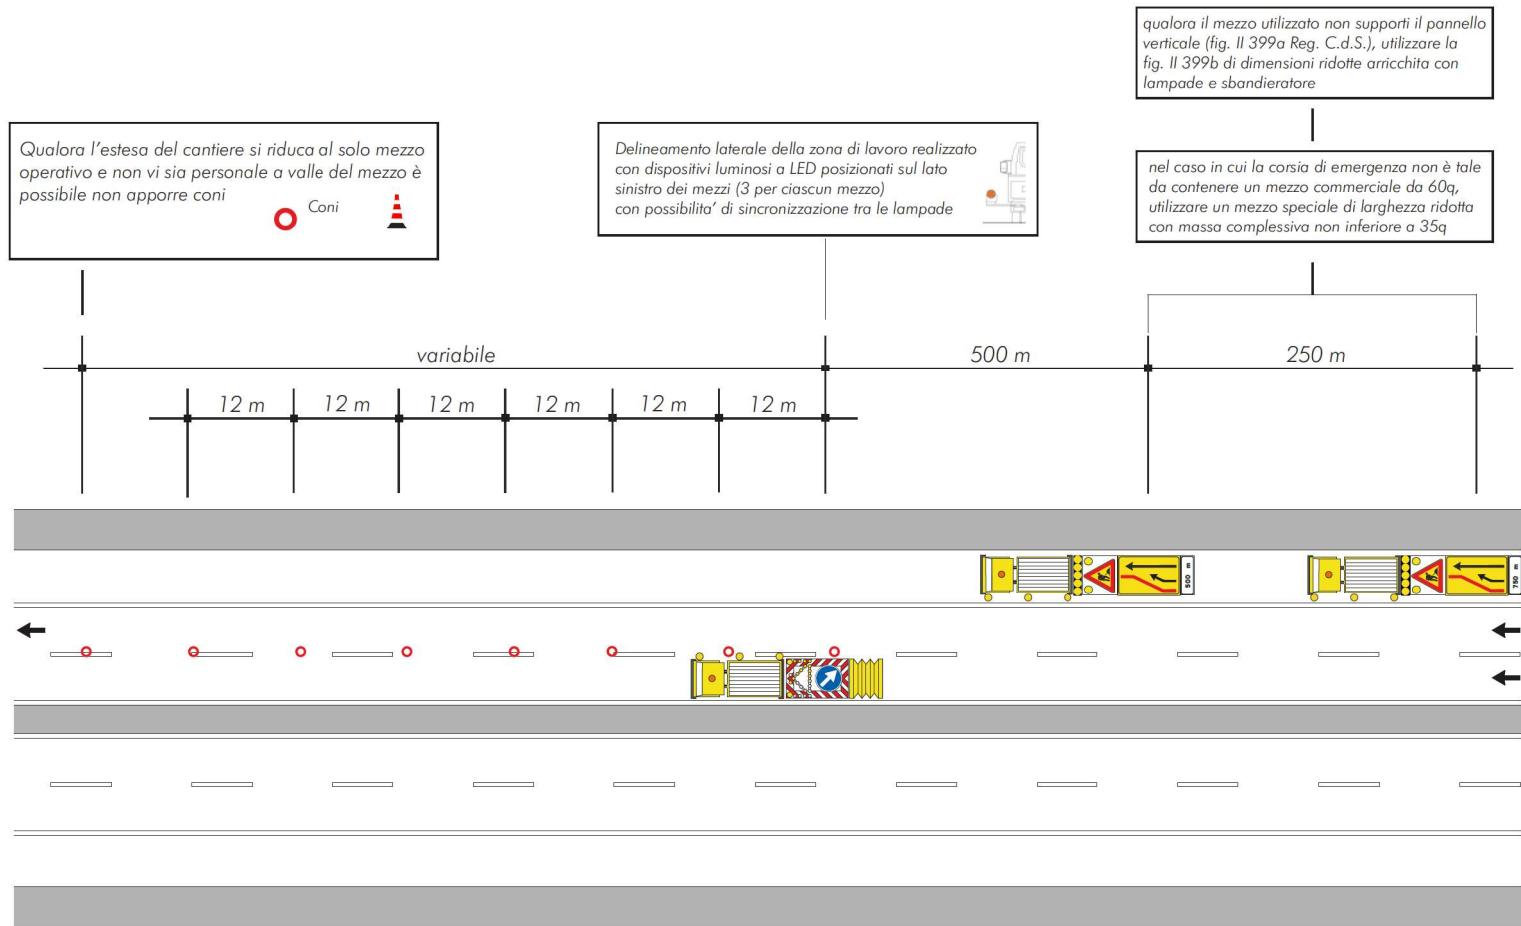 qualora il mezzo utilizzato non supporti il pannello
verticale (fig. II 399a Reg. C.d.S.), utilizzare la
fig. II 399b di dimensioni ridotte arricchita con
lampade e sbandieratore
Qualora l'estesa del cantiere si riduca al solo mezzo
operativo e non vi sia personale a valle del mezzo è
possibile non apporre coni
Coni
Delineamento laterale della zona di lavoro realizzato
con dispositivi luminosi a LED posizionati sul lato
sinistro dei mezzi (3 per ciascun mezzo)
con possibilita' di sincronizzazione tra le lampade
nel caso in cui la corsia di emergenza non è tale
da contenere un mezzo commerciale da 60q,
utilizzare un mezzo speciale di larghezza ridotta
con massa complessiva non inferiore a 35q
variabile
500 m
250 m
12 m
12 m
12 m
12 m
12 m
12 m
500 m
750 m